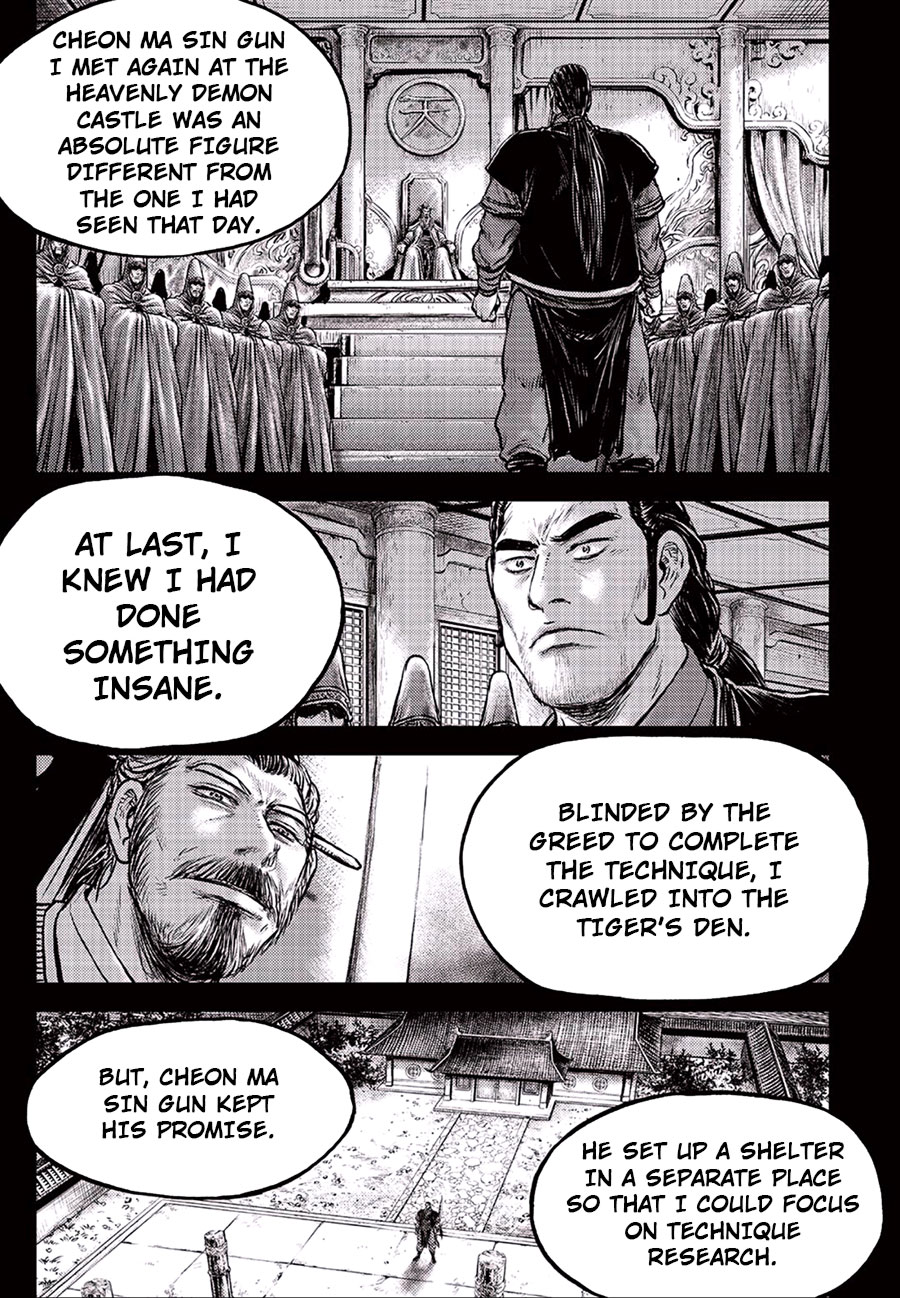 CHEON MA SIN GUN
I MET AGAIN AT THE
HEAVENLY DEMON
CASTLE WAS AN
ABSOLUTE FIGURE
DIFFERENT FROM
THE ONE I HAD
SEEN THAT DAY.
天
AT LAST, I
KNEW I HAD
DONE
SOMETHING
INSANE.
BLINDED BY THE
GREED TO COMPLETE
THE TECHNIQUE, I
CRAWLED INTO THE
TIGER'S DEN.
BUT, CHEON MA
SIN GUN KEPT
HIS PROMISE.
HE SET UP A SHELTER
IN A SEPARATE PLACE
SO THAT I COULD FOCUS
ON TECHNIQUE
RESEARCH.